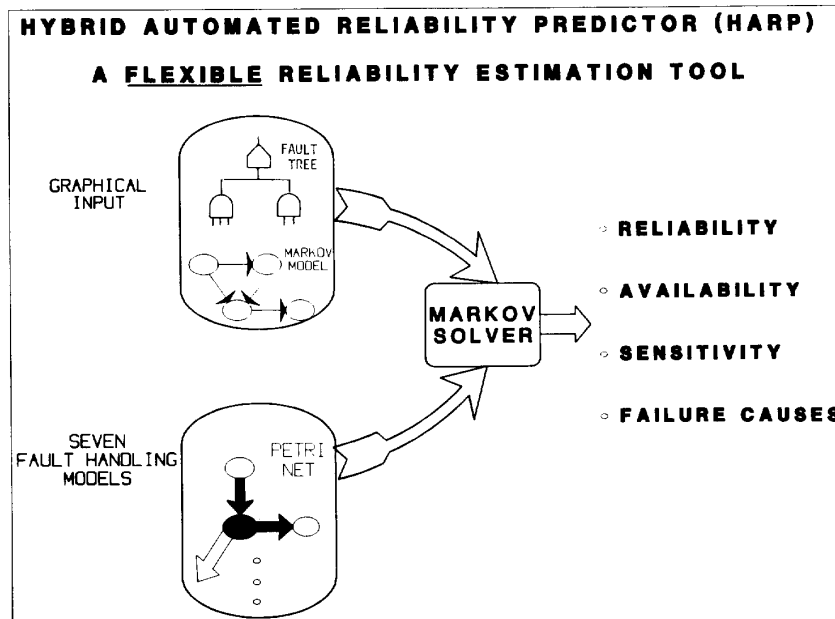 HYBRID AUTOMATED RELIABILITY PREDICTOR (HARP)
A FLEXIBLE RELIABILITY ESTIMATION TOOL
GRAPHICAL
INPUT
FAULT
TREE
MARKOV
MODEL
MARKOV
SOLVER
RELIABILITY
AVAILABILITY
SENSITIVITY
FAILURE CAUSES
SEVEN
FAULT HANDLING
MODELS
PETRI
NET